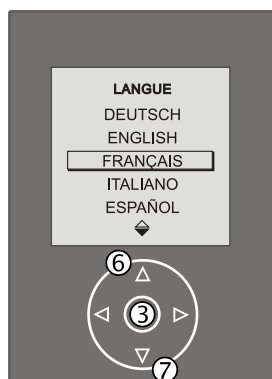 LANGUE
DEUTSCH
ENGLISH
FRANÇAIS
ITALIANO
ESPAÑOL
6
3
7